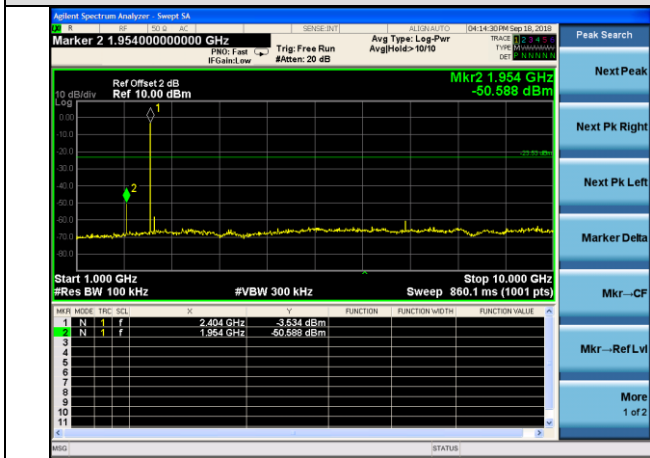 Agilent Spectrum Analyzer - Swept SA
R RF 50 Ω AC SENSE:INT ALIGN AUTO 04:14:30 PM Sep 18, 2018
Marker 2 1.954000000000 GHz
PNO: Fast
IFGain:Low
Trig: Free Run
#Atten: 20 dB
Avg Type: Log-Pwr
Avg|Hold:>10/10
TRACE 1 2 3 4 5 6
TYPE M
DET P N N N N N
Peak Search
Next Peak
Next Pk Right
Next Pk Left
Marker Delta
Mkr→CF
Mkr→RefLvl
More
1 of 2
Mkr2 1.954 GHz
-50.588 dBm
Ref Offset 2 dB
10 dB/div Ref 10.00 dBm
Log
0.00
-10.0
-20.0
-30.0
-40.0
-50.0
-60.0
-70.0
-80.0
1
2
Start 1.000 GHz Stop 10.000 GHz
#Res BW 100 kHz #VBW 300 kHz Sweep 860.1 ms (1001 pts)
MKR MODE TRC SCL X Y FUNCTION FUNCTION WIDTH FUNCTION VALUE
1 N 1 f 2.404 GHz -3.534 dBm
2 N 1 f 1.954 GHz -50.588 dBm
3
4
5
6
7
8
9
10
11
MSG STATUS